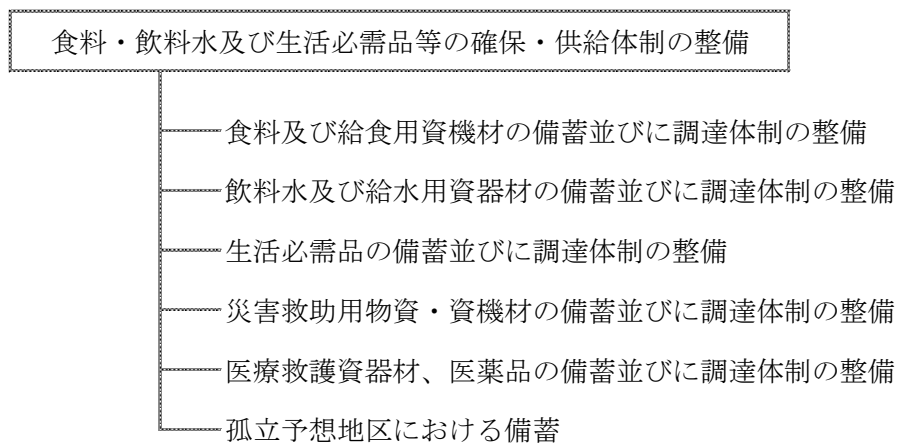 食料・飲料水及び生活必需品等の確保・供給体制の整備
食料及び給食用資機材の備蓄並びに調達体制の整備
飲料水及び給水用資器材の備蓄並びに調達体制の整備
生活必需品の備蓄並びに調達体制の整備
災害救助用物資・資機材の備蓄並びに調達体制の整備
医療救護資器材、医薬品の備蓄並びに調達体制の整備
孤立予想地区における備蓄